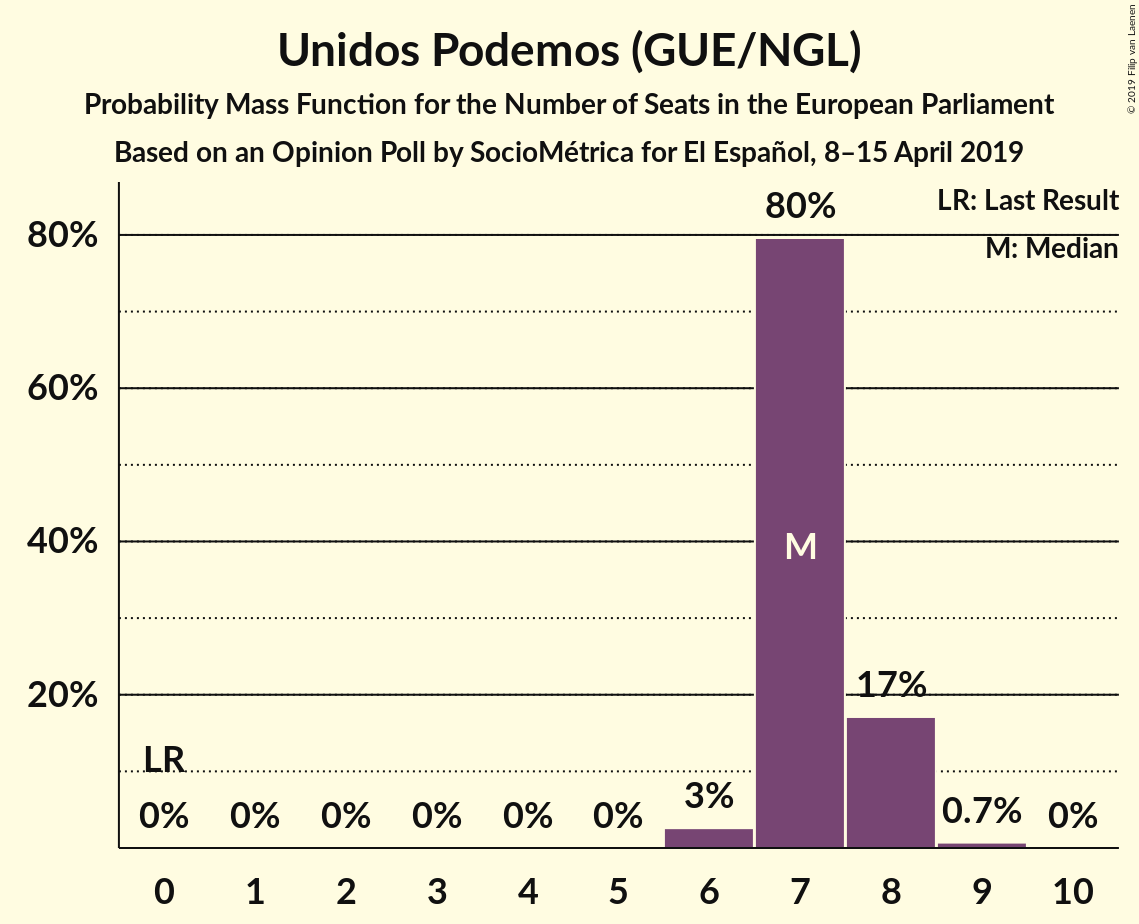 Unidos Podemos (GUE/NGL)
Probability Mass Function for the Number of Seats in the European Parliament
Based on an Opinion Poll by SocioMétrica for El Español, 8–15 April 2019
© 2019 Filip van Laenen
LR: Last Result
M: Median
80%
60%
40%
20%
LR
0%
0%
0%
0%
0%
0%
3%
80%
M
17%
0.7%
0%
0 1 2 3 4 5 6 7 8 9 10